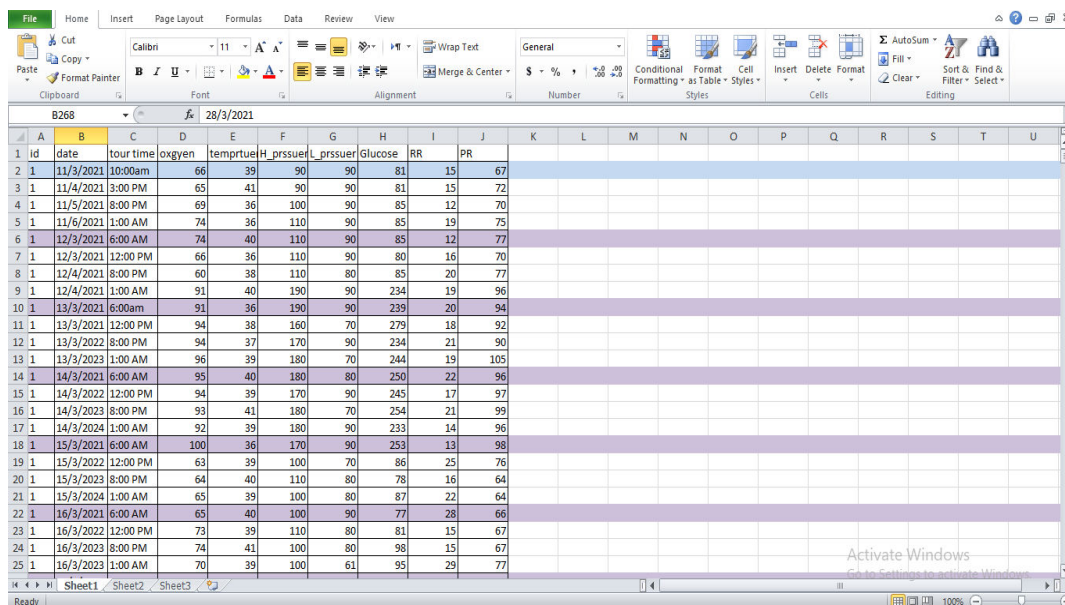 File Home Insert Page Layout Formulas Data Review View
Cut
Copy
Format Painter
Paste
Clipboard
Calibri 11 A A
B I U A
Font
Wrap Text
Merge & Center
Alignment
General
$ % , .0 .00 .00 .0
Number
Conditional Formatting
Format as Table
Cell Styles
Styles
Insert Delete Format
Cells
Σ AutoSum
Fill
Clear
Sort & Filter
Find & Select
Editing
B268 fx 28/3/2021
A B C D E F G H I J K L M N O P Q R S T U
1 id date tour time oxgyen temprtuer H_prssuer L_prssuer Glucose RR PR
2 1 11/3/2021 10:00am 66 39 90 90 81 15 67
3 1 11/4/2021 3:00 PM 65 41 90 90 81 15 72
4 1 11/5/2021 8:00 PM 69 36 100 90 85 12 70
5 1 11/6/2021 1:00 AM 74 36 110 90 85 19 75
6 1 12/3/2021 6:00 AM 74 40 110 90 85 12 77
7 1 12/3/2021 12:00 PM 66 36 110 90 80 16 70
8 1 12/4/2021 8:00 PM 60 38 110 80 85 20 77
9 1 12/4/2021 1:00 AM 91 40 190 90 234 19 96
10 1 13/3/2021 6:00am 91 36 190 90 239 20 94
11 1 13/3/2021 12:00 PM 94 38 160 70 279 18 92
12 1 13/3/2022 8:00 PM 94 37 170 90 234 21 90
13 1 13/3/2023 1:00 AM 96 39 180 70 244 19 105
14 1 14/3/2021 6:00 AM 95 40 180 80 250 22 96
15 1 14/3/2022 12:00 PM 94 39 170 90 245 17 97
16 1 14/3/2023 8:00 PM 93 41 180 70 254 21 99
17 1 14/3/2024 1:00 AM 92 39 180 90 233 14 96
18 1 15/3/2021 6:00 AM 100 36 170 90 253 13 98
19 1 15/3/2022 12:00 PM 63 39 100 70 86 25 76
20 1 15/3/2023 8:00 PM 64 40 110 80 78 16 64
21 1 15/3/2024 1:00 AM 65 39 100 80 87 22 64
22 1 16/3/2021 6:00 AM 65 40 100 90 77 28 66
23 1 16/3/2022 12:00 PM 73 39 110 80 81 15 67
24 1 16/3/2023 8:00 PM 74 41 100 80 98 15 67
25 1 16/3/2023 1:00 AM 70 39 100 61 95 29 77
Activate Windows
Go to Settings to activate Windows.
Sheet1 Sheet2 Sheet3
Ready 100%